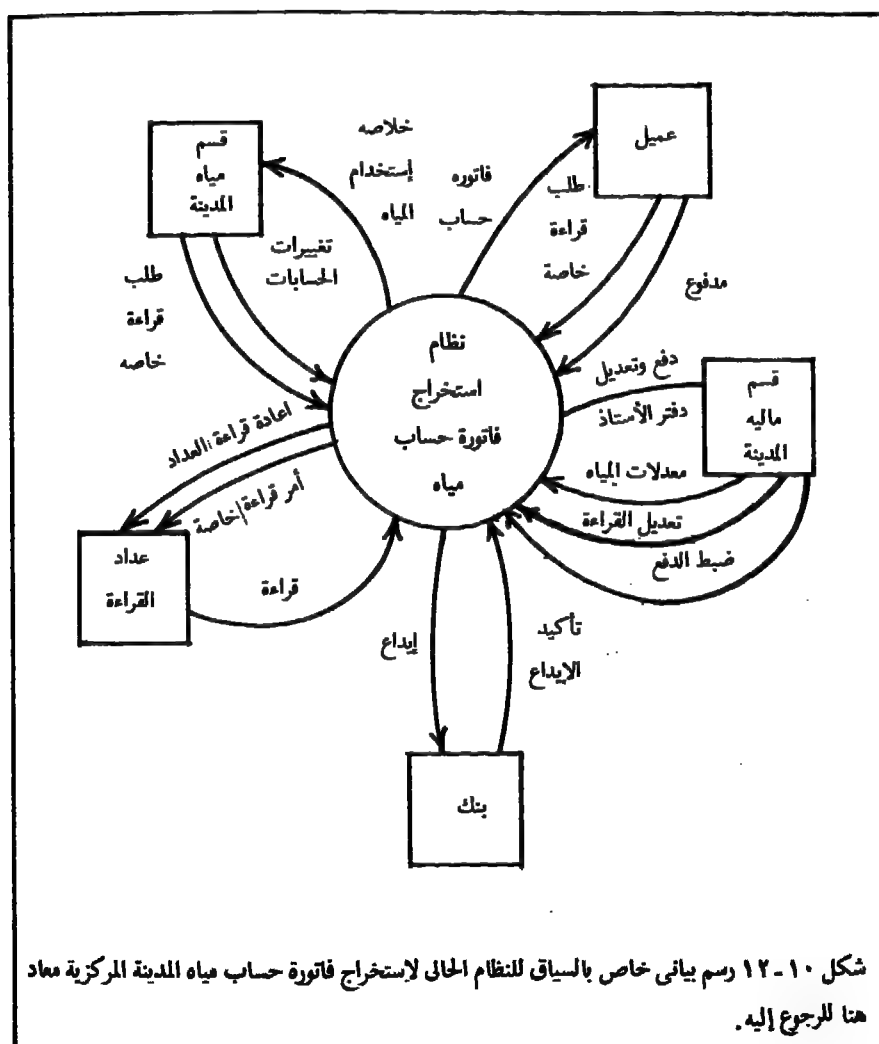 عميل
قسم
مياه
المدينة
خلاصه
إستخدام
المياه
فاتوره
حساب
طلب
قراءة
خاصة
مدفوع
تغييرات
الحسابات
طلب
قراءة
خاصه
نظام
استخراج
فاتورة حساب
مياه
دفع وتعديل
دفتر الأستاذ
قسم
ماليه
المدينة
معدلات المياه
تعديل القراءة
ضبط الدفع
اعادة قراءة العداد
أمر قراءة خاصة
عداد
القراءة
قراءة
إيداع
تأكيد
الإيداع
بنك
شكل ١٠ - ١٢ رسم بيانى خاص بالسياق للنظام الحالى لإستخراج فاتورة حساب مياه المدينة المركزية معاد
هنا للرجوع إليه.